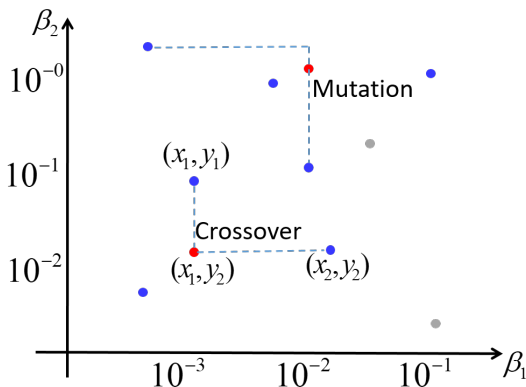 β₂
10⁻⁰
Mutation
(x₁, y₁)
10⁻¹
Crossover
(x₁, y₂)
(x₂, y₂)
10⁻²
10⁻³
10⁻²
10⁻¹
β₁